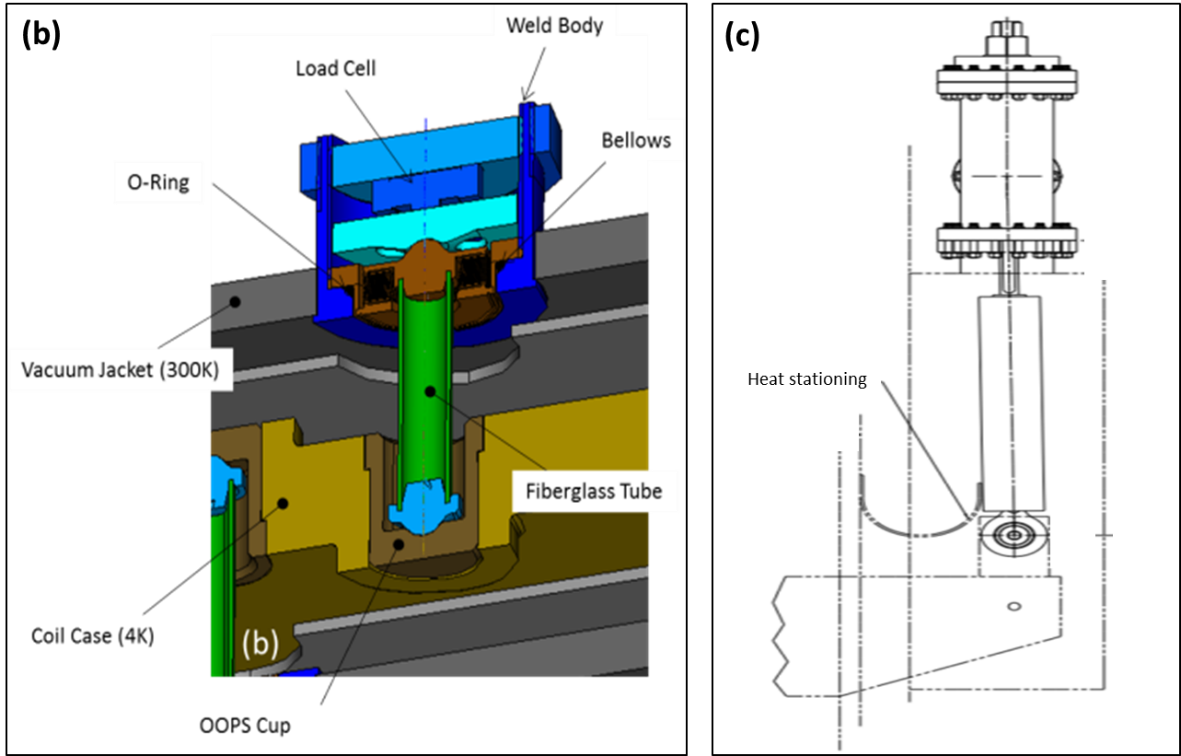 (b)
Weld Body
Load Cell
Bellows
O-Ring
Vacuum Jacket (300K)
Fiberglass Tube
Coil Case (4K)
(b)
OOPS Cup
(c)
Heat stationing